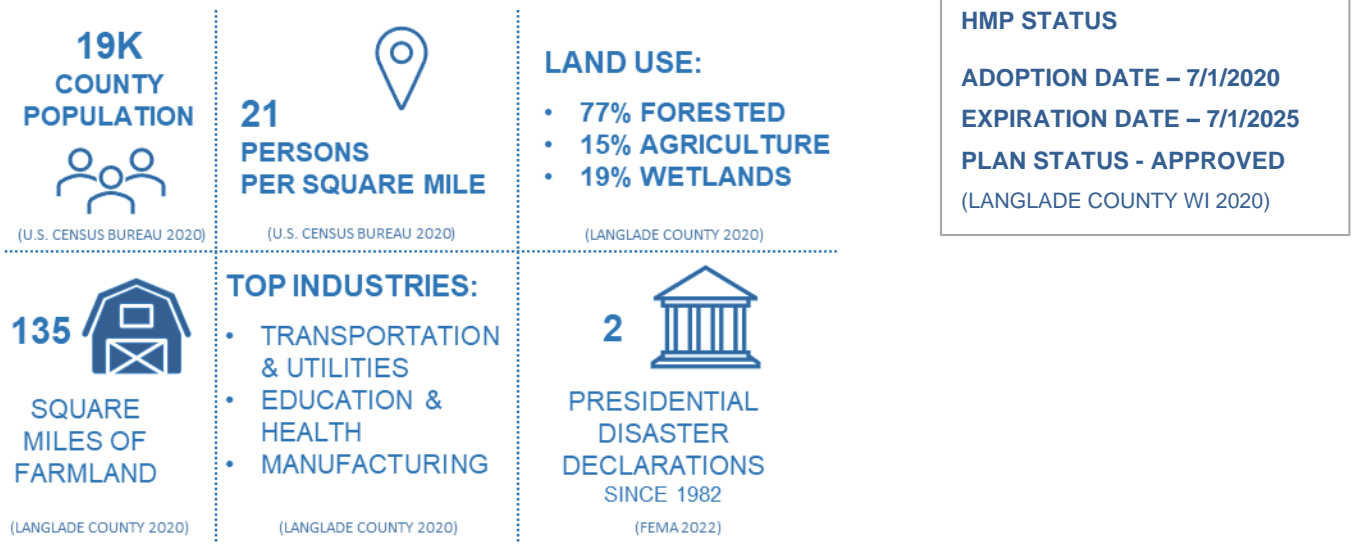 19K
COUNTY
POPULATION
(U.S. CENSUS BUREAU 2020)
21
PERSONS
PER SQUARE MILE
(U.S. CENSUS BUREAU 2020)
LAND USE:
• 77% FORESTED
• 15% AGRICULTURE
• 19% WETLANDS
(LANGLADE COUNTY 2020)
135
SQUARE
MILES OF
FARMLAND
(LANGLADE COUNTY 2020)
TOP INDUSTRIES:
• TRANSPORTATION
& UTILITIES
• EDUCATION &
HEALTH
• MANUFACTURING
(LANGLADE COUNTY 2020)
2
PRESIDENTIAL
DISASTER
DECLARATIONS
SINCE 1982
(FEMA 2022)
HMP STATUS
ADOPTION DATE – 7/1/2020
EXPIRATION DATE – 7/1/2025
PLAN STATUS - APPROVED
(LANGLADE COUNTY WI 2020)